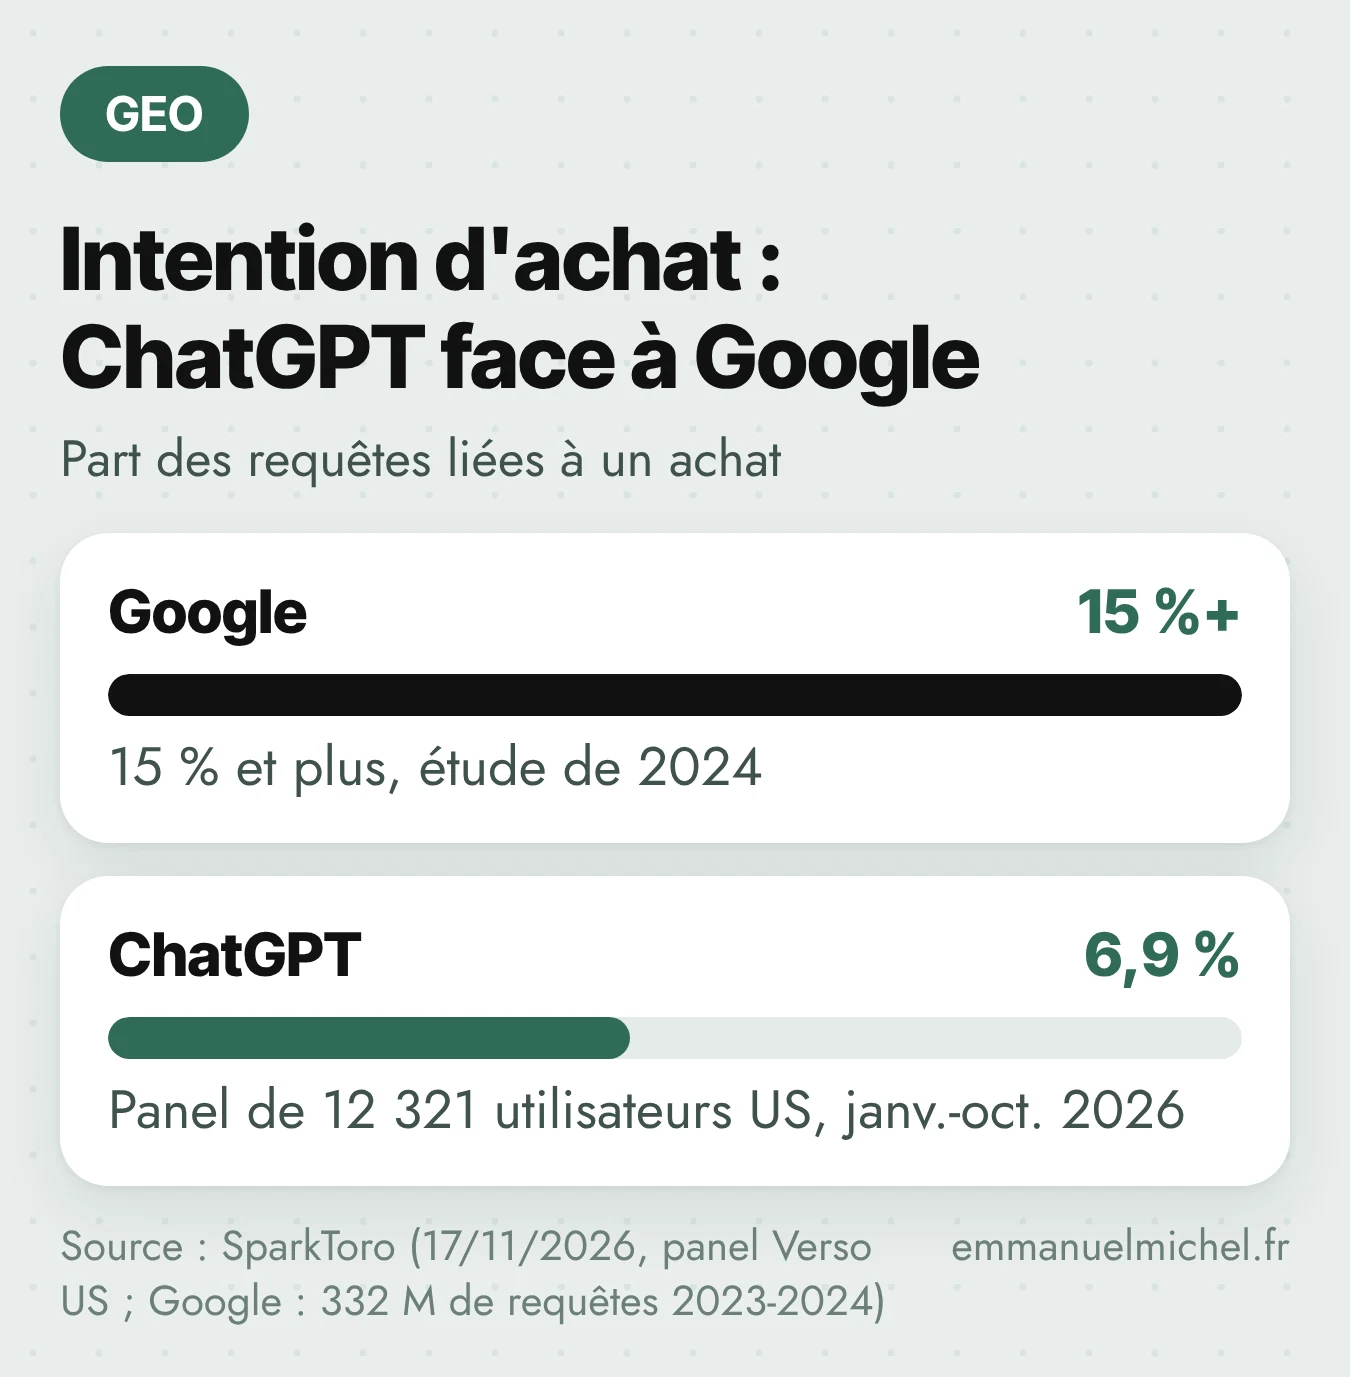 GEO
Intention d'achat :
ChatGPT face à Google
Part des requêtes liées à un achat
Google
15 %+
15 % et plus, étude de 2024
ChatGPT
6,9 %
Panel de 12 321 utilisateurs US, janv.-oct. 2026
Source : SparkToro (17/11/2026, panel Verso
US ; Google : 332 M de requêtes 2023-2024)
emmanuelmichel.fr